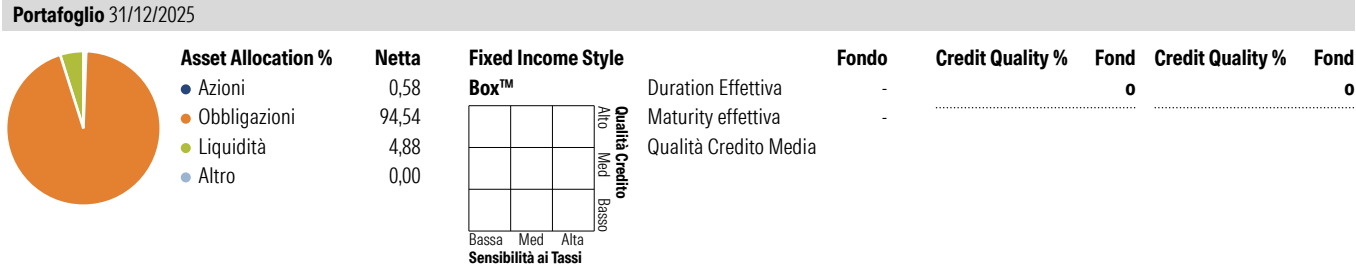 Portafoglio 31/12/2025
Asset Allocation % Netta
Azioni 0,58
Obbligazioni 94,54
Liquidità 4,88
Altro 0,00
Fixed Income Style
Box™
Alto Med Basso
Qualità Credito
Bassa Med Alta
Sensibilità ai Tassi
Fondo
Duration Effettiva -
Maturity effettiva -
Qualità Credito Media
Credit Quality % Fond
o
Credit Quality % Fond
o